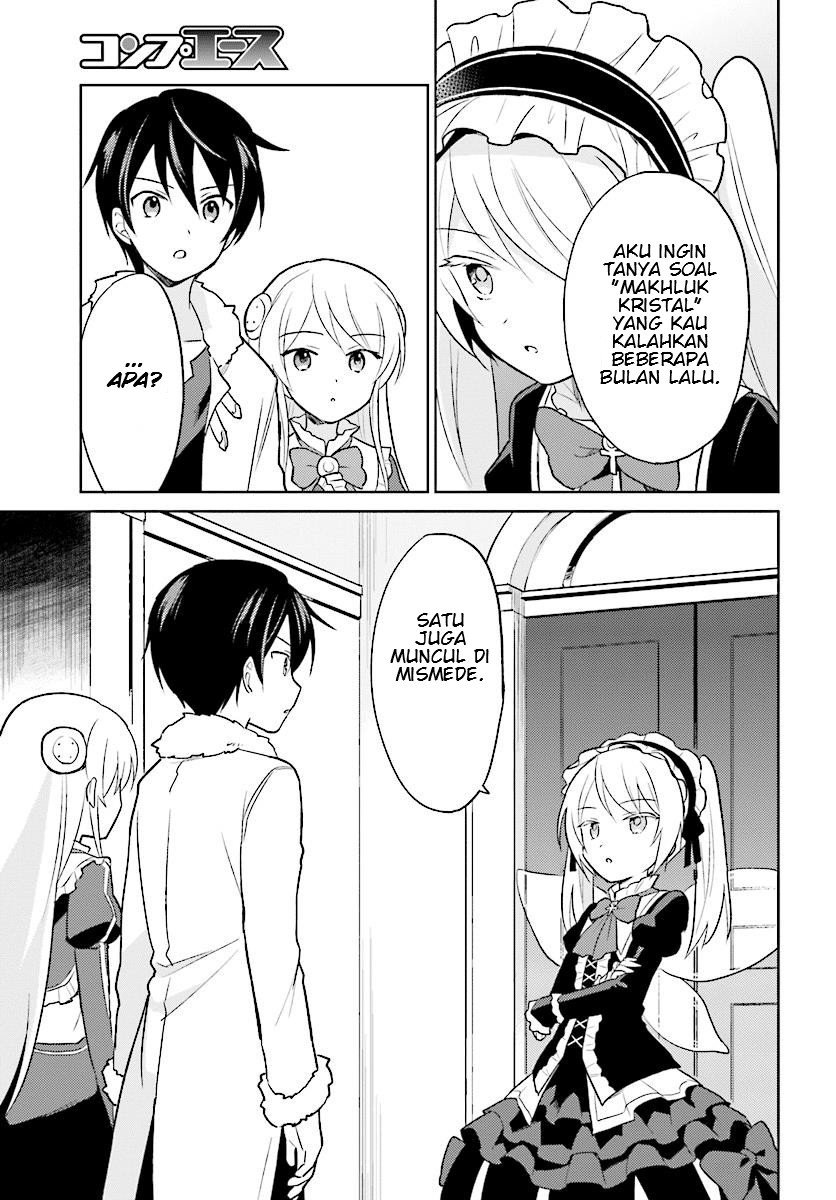 コンプエース
AKU INGIN
TANYA SOAL
"MAKHLUK
KRISTAL"
YANG KAU
KALAHKAN
BEBERAPA
BULAN LALU.
...
APA?
SATU
JUGA
MUNCUL DI
MISMEDE.